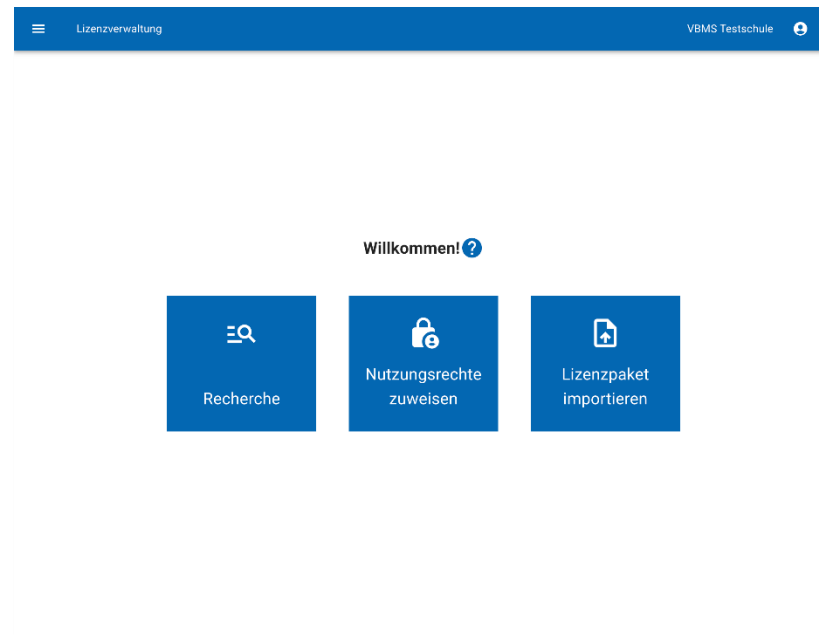 Lizenzverwaltung
VBMS Testschule
Willkommen!
Recherche
Nutzungsrechte
zuweisen
Lizenzpaket
importieren